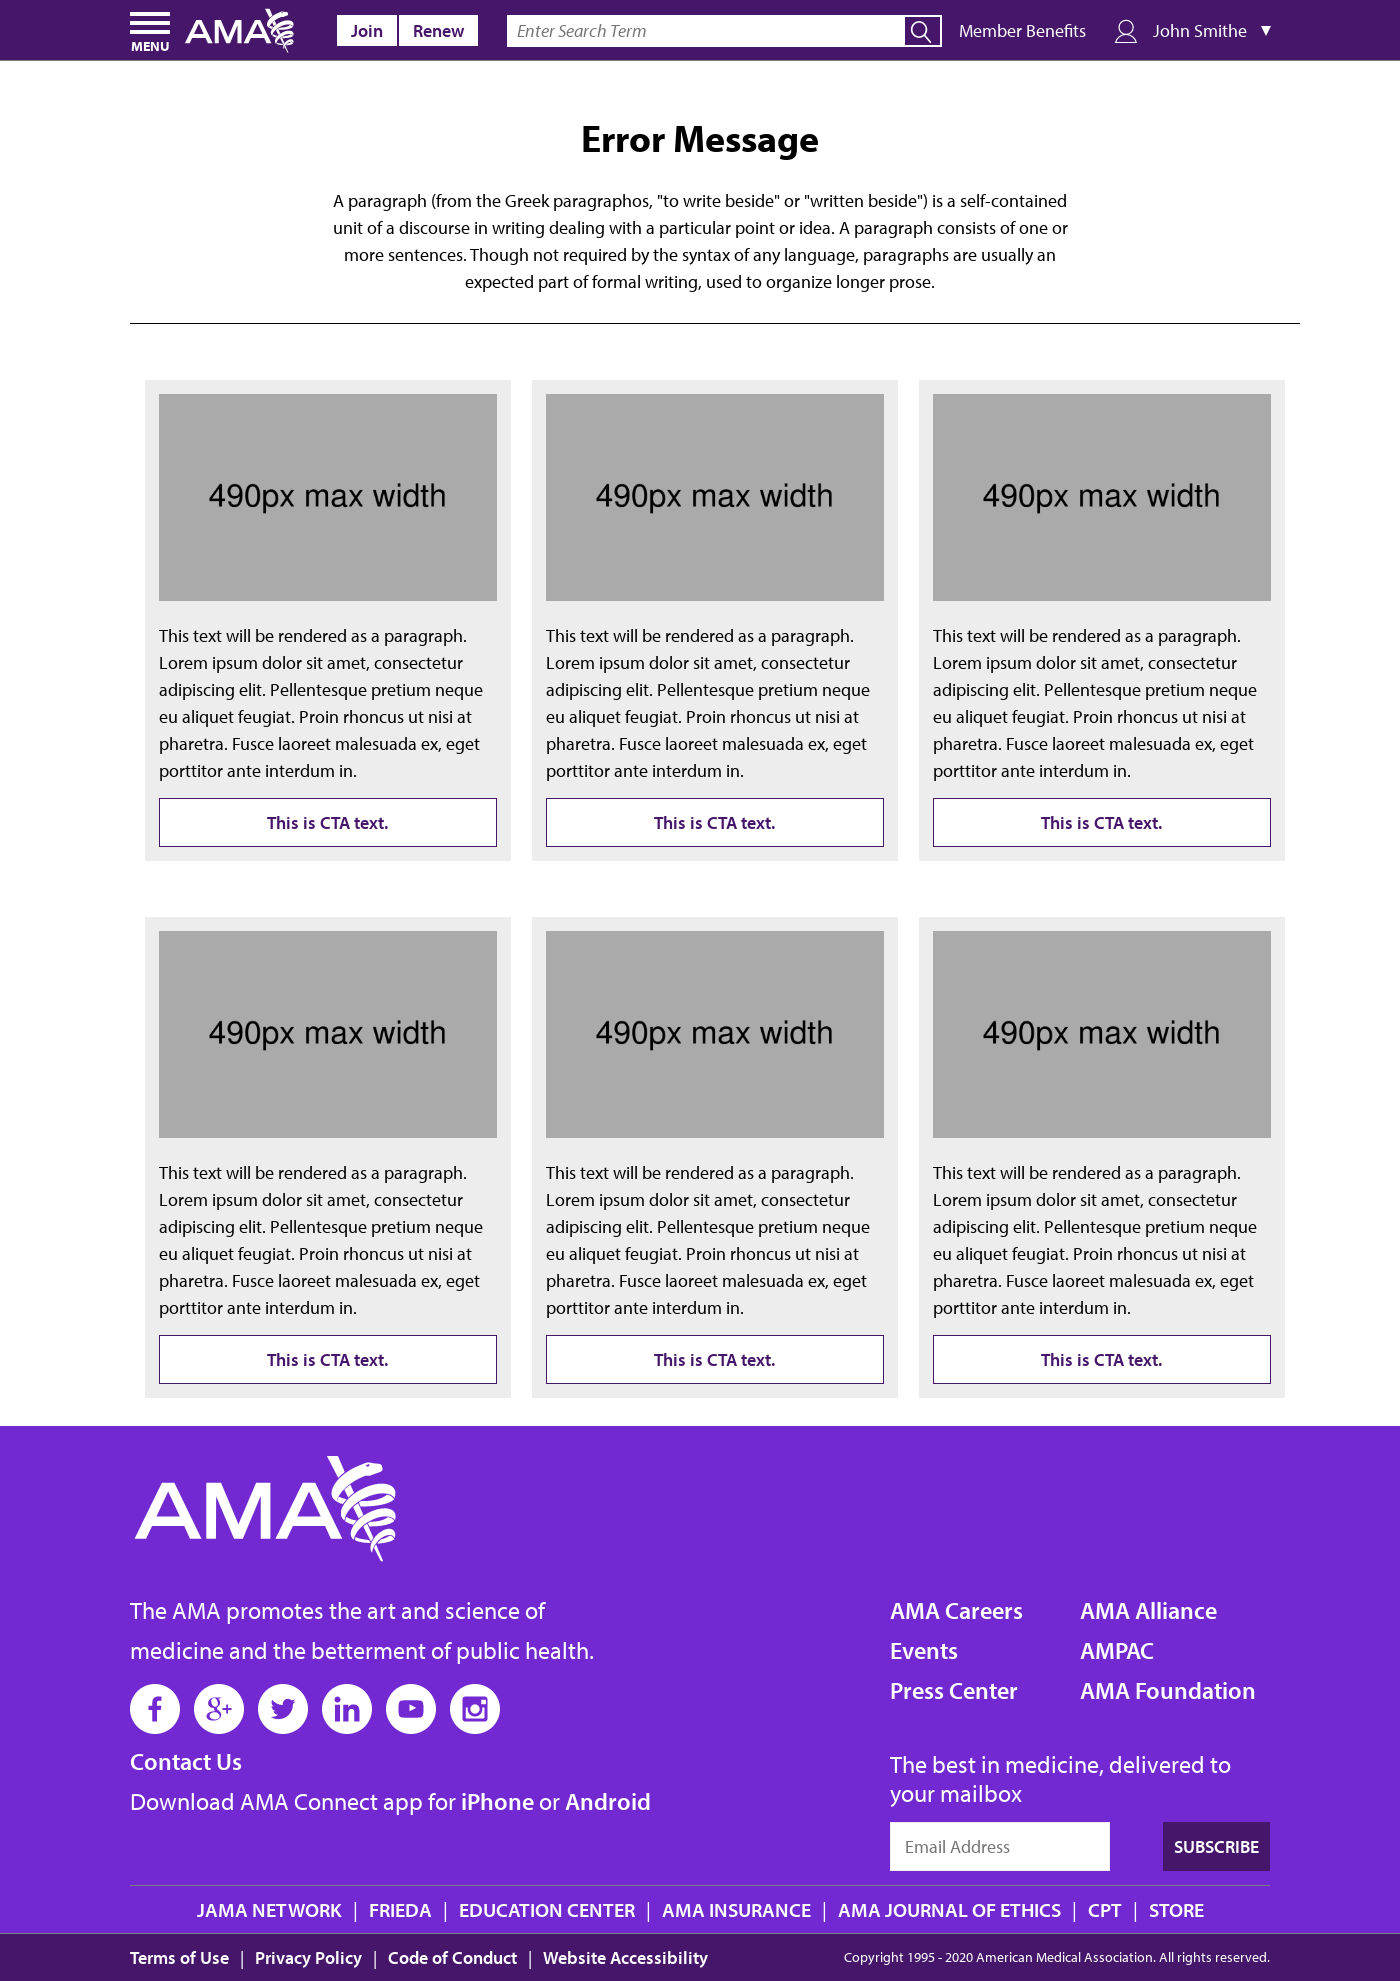 MENU
AMA
Join
Renew
Enter Search Term
Member Benefits
John Smithe ▼
Error Message
A paragraph (from the Greek paragraphos, "to write beside" or "written beside") is a self-contained
unit of a discourse in writing dealing with a particular point or idea. A paragraph consists of one or
more sentences. Though not required by the syntax of any language, paragraphs are usually an
expected part of formal writing, used to organize longer prose.
490px max width
This text will be rendered as a paragraph.
Lorem ipsum dolor sit amet, consectetur
adipiscing elit. Pellentesque pretium neque
eu aliquet feugiat. Proin rhoncus ut nisi at
pharetra. Fusce laoreet malesuada ex, eget
porttitor ante interdum in.
This is CTA text.
490px max width
This text will be rendered as a paragraph.
Lorem ipsum dolor sit amet, consectetur
adipiscing elit. Pellentesque pretium neque
eu aliquet feugiat. Proin rhoncus ut nisi at
pharetra. Fusce laoreet malesuada ex, eget
porttitor ante interdum in.
This is CTA text.
490px max width
This text will be rendered as a paragraph.
Lorem ipsum dolor sit amet, consectetur
adipiscing elit. Pellentesque pretium neque
eu aliquet feugiat. Proin rhoncus ut nisi at
pharetra. Fusce laoreet malesuada ex, eget
porttitor ante interdum in.
This is CTA text.
490px max width
This text will be rendered as a paragraph.
Lorem ipsum dolor sit amet, consectetur
adipiscing elit. Pellentesque pretium neque
eu aliquet feugiat. Proin rhoncus ut nisi at
pharetra. Fusce laoreet malesuada ex, eget
porttitor ante interdum in.
This is CTA text.
490px max width
This text will be rendered as a paragraph.
Lorem ipsum dolor sit amet, consectetur
adipiscing elit. Pellentesque pretium neque
eu aliquet feugiat. Proin rhoncus ut nisi at
pharetra. Fusce laoreet malesuada ex, eget
porttitor ante interdum in.
This is CTA text.
490px max width
This text will be rendered as a paragraph.
Lorem ipsum dolor sit amet, consectetur
adipiscing elit. Pellentesque pretium neque
eu aliquet feugiat. Proin rhoncus ut nisi at
pharetra. Fusce laoreet malesuada ex, eget
porttitor ante interdum in.
This is CTA text.
AMA
The AMA promotes the art and science of
medicine and the betterment of public health.
f g+ in
Contact Us
Download AMA Connect app for iPhone or Android
AMA Careers
Events
Press Center
AMA Alliance
AMPAC
AMA Foundation
The best in medicine, delivered to
your mailbox
Email Address
SUBSCRIBE
JAMA NETWORK | FRIEDA | EDUCATION CENTER | AMA INSURANCE | AMA JOURNAL OF ETHICS | CPT | STORE
Terms of Use | Privacy Policy | Code of Conduct | Website Accessibility
Copyright 1995 - 2020 American Medical Association. All rights reserved.